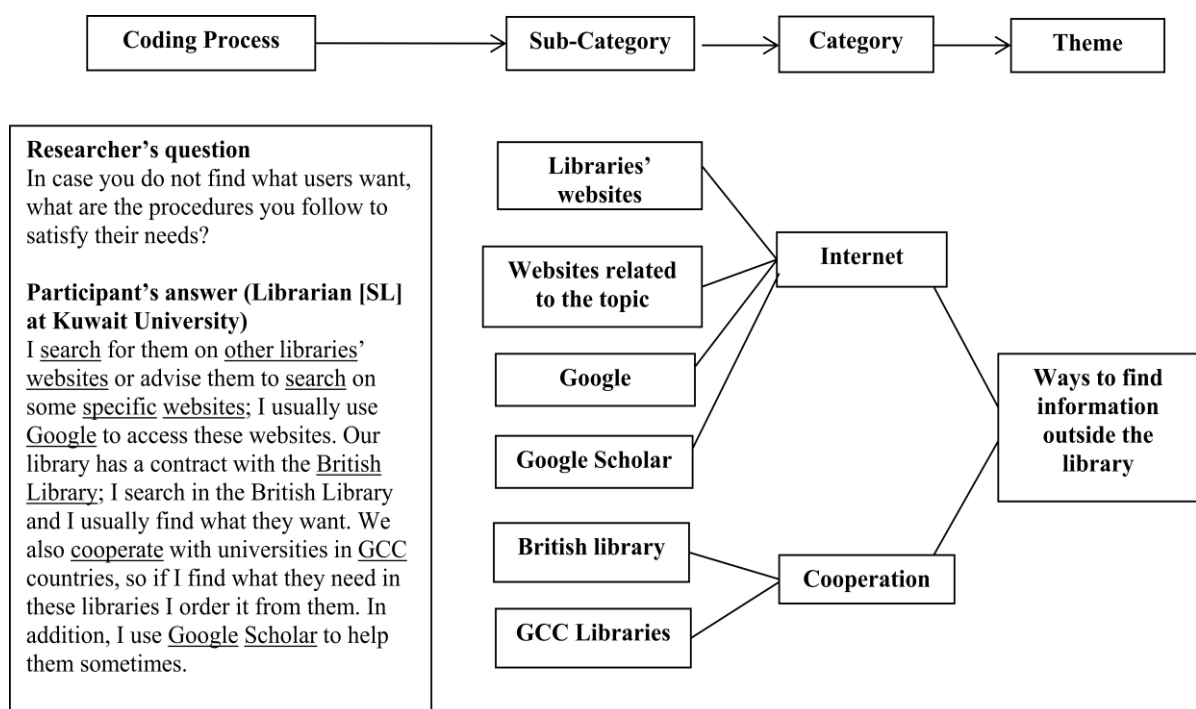 Coding Process
Sub-Category
Category
Theme
Researcher’s question
In case you do not find what users want,
what are the procedures you follow to
satisfy their needs?
Participant’s answer (Librarian [SL]
at Kuwait University)
I search for them on other libraries’
websites or advise them to search on
some specific websites; I usually use
Google to access these websites. Our
library has a contract with the British
Library; I search in the British Library
and I usually find what they want. We
also cooperate with universities in GCC
countries, so if I find what they need in
these libraries I order it from them. In
addition, I use Google Scholar to help
them sometimes.
Libraries’
websites
Websites related
to the topic
Google
Google Scholar
British library
GCC Libraries
Internet
Cooperation
Ways to find
information
outside the
library